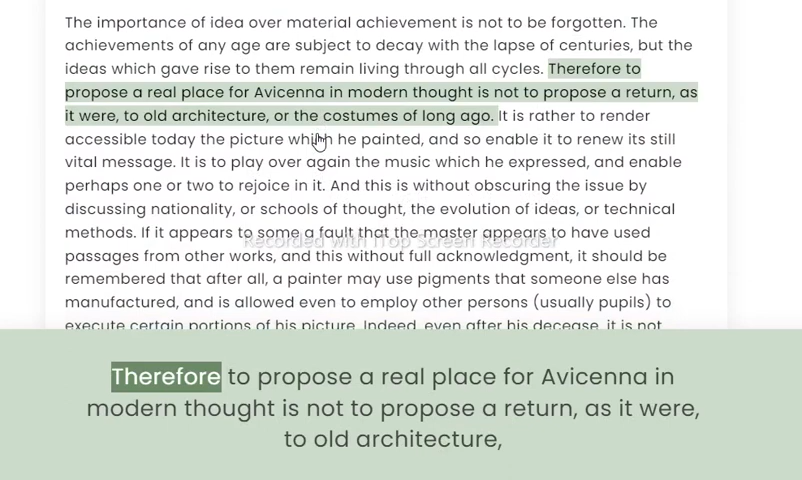 The importance of idea over material achievement is not to be forgotten. The
achievements of any age are subject to decay with the lapse of centuries, but the
ideas which gave rise to them remain living through all cycles. Therefore to
propose a real place for Avicenna in modern thought is not to propose a return, as
it were, to old architecture, or the costumes of long ago. It is rather to render
accessible today the picture which he painted, and so enable it to renew its still
vital message. It is to play over again the music which he expressed, and enable
perhaps one or two to rejoice in it. And this is without obscuring the issue by
discussing nationality, or schools of thought, the evolution of ideas, or technical
methods. If it appears to some a fault that the master appears to have used
Recorded with iTop Screen Recorder
passages from other works, and this without full acknowledgment, it should be
remembered that after all, a painter may use pigments that someone else has
manufactured, and is allowed even to employ other persons (usually pupils) to
execute certain portions of his picture. Indeed, even after his decease, it is not
Therefore to propose a real place for Avicenna in
modern thought is not to propose a return, as it were,
to old architecture,